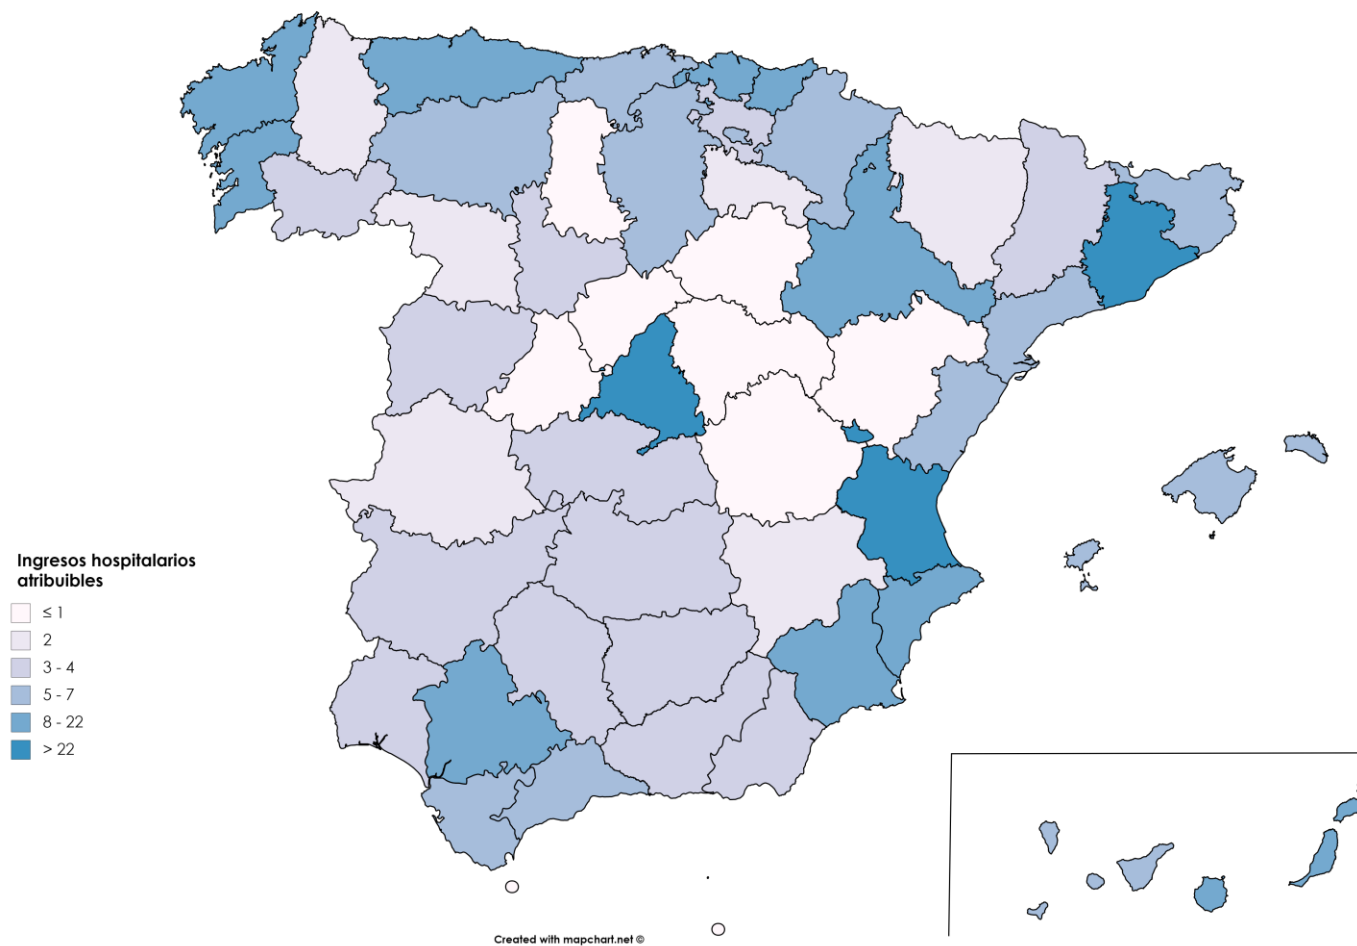 Ingresos hospitalarios
atribuibles
≤ 1
2
3 - 4
5 - 7
8 - 22
> 22
Created with mapchart.net ©